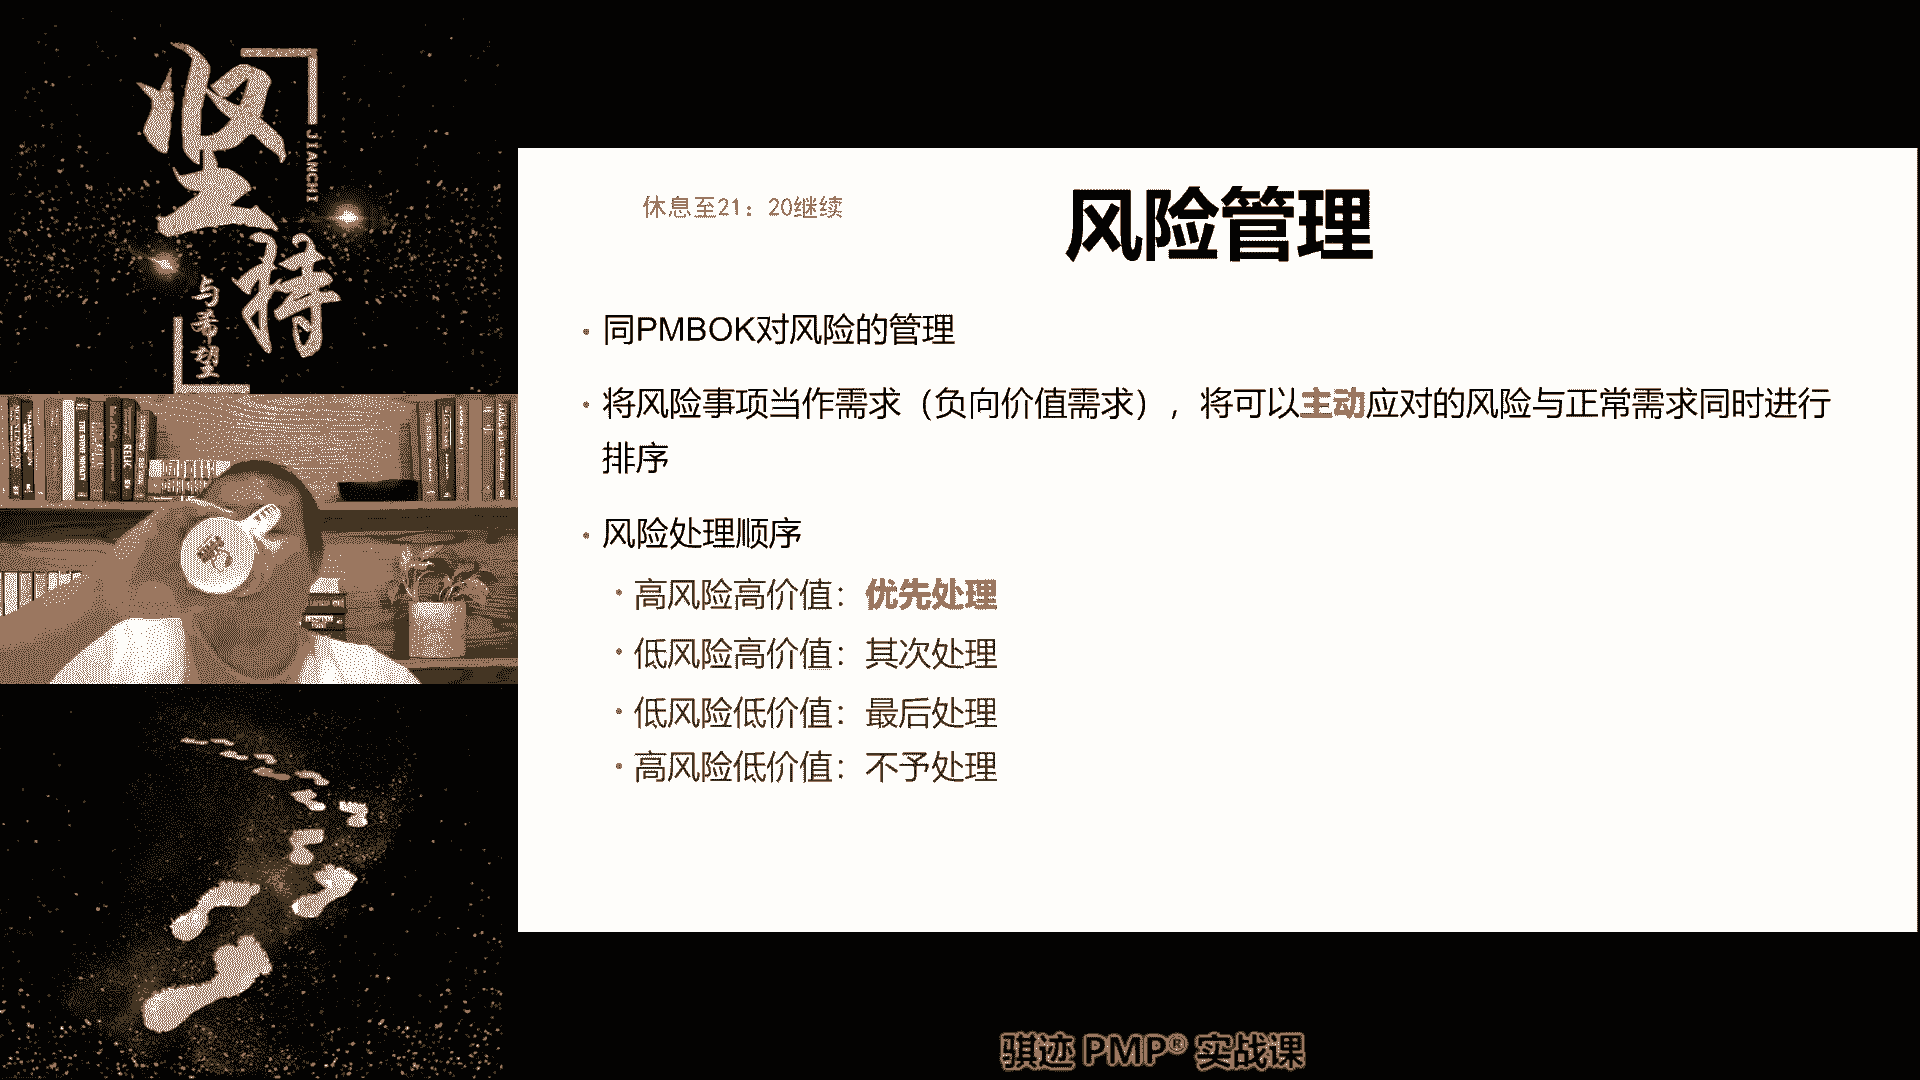 坚持
JIANCHI
与希望
休息至21：20继续
风险管理
•同PMBOK对风险的管理
•将风险事项当作需求（负向价值需求），将可以主动应对的风险与正常需求同时进行
排序
•风险处理顺序
•高风险高价值：优先处理
•低风险高价值：其次处理
•低风险低价值：最后处理
•高风险低价值：不予处理
骐迹 PMP® 实战课